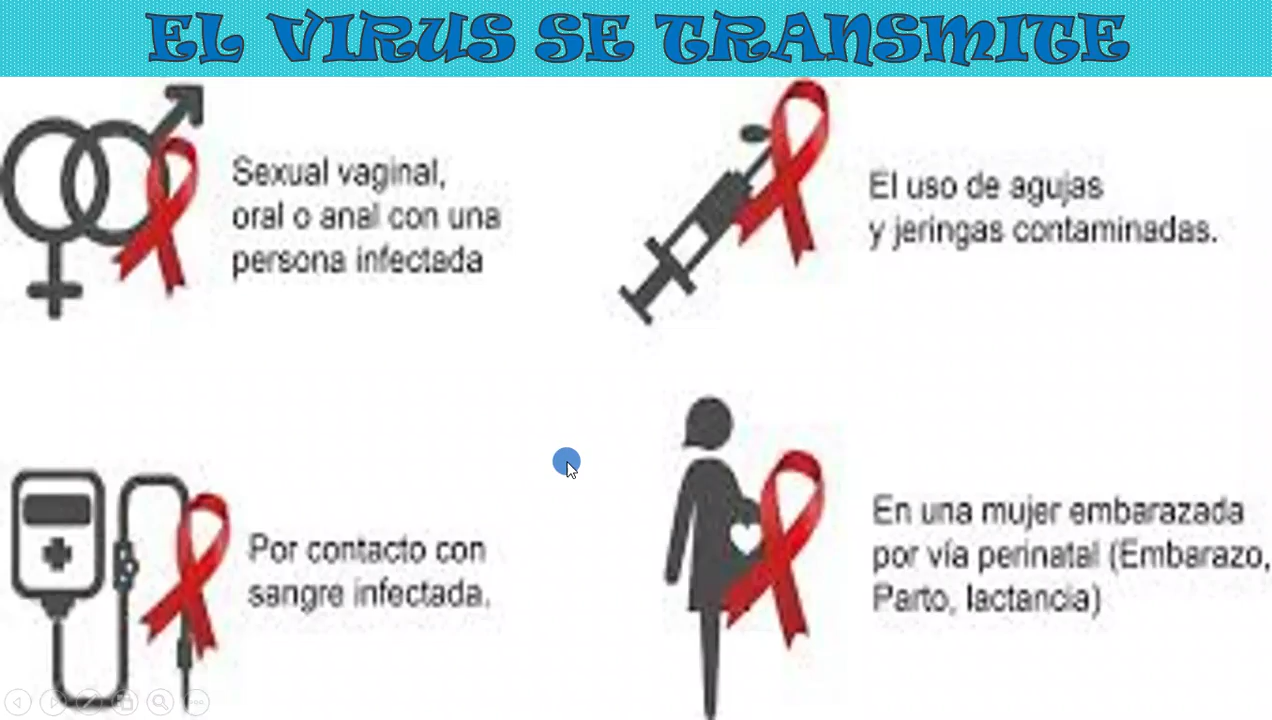 EL VIRUS SE TRANSMITE
Sexual vaginal,
oral o anal con una
persona infectada
El uso de agujas
y jeringas contaminadas.
Por contacto con
sangre infectada.
En una mujer embarazada
por vía perinatal (Embarazo,
Parto, lactancia)